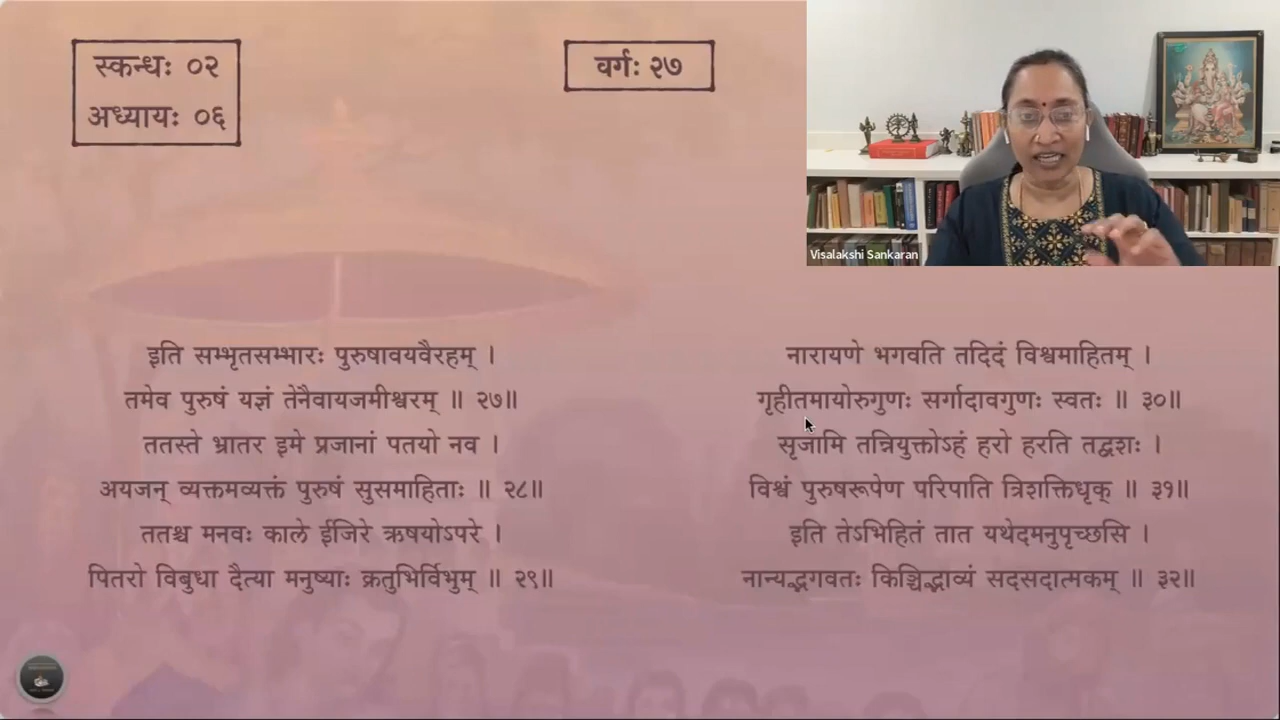 स्कन्धः ०२
अध्यायः ०६
वर्गः २७
Visalakshi Sankaran
इति सम्भृतसम्भारः पुरुषावयवैरहम् ।
तमेव पुरुषं यज्ञं तेनैवायजमीश्वरम् ॥ २७॥
ततस्ते भ्रातर इमे प्रजानां पतयो नव ।
अयजन् व्यक्तमव्यक्तं पुरुषं सुसमाहिताः ॥ २८॥
ततश्च मनवः काले ईजिरे ऋषयोऽपरे ।
पितरो विबुधा दैत्या मनुष्याः क्रतुभिर्विभुम् ॥ २९॥
नारायणे भगवति तदिदं विश्वमाहितम् ।
गृहीतमायोरुगुणः सर्गादावगुणः स्वतः ॥ ३०॥
सृजामि तन्नियुक्तोऽहं हरो हरति तद्वशः ।
विश्वं पुरुषरूपेण परिपाति त्रिशक्तिधृक् ॥ ३१॥
इति तेऽभिहितं तात यथेदमनुपृच्छसि ।
नान्यद्भगवतः किञ्चिद्भाव्यं सदसदात्मकम् ॥ ३२॥